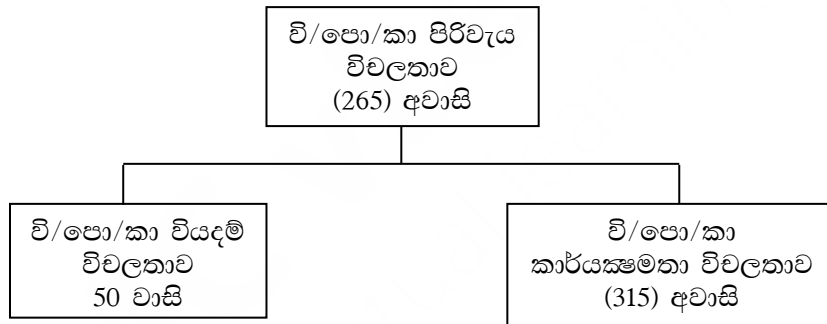 වි/පො/කා පිරිවැය
විචලතාව
(265) අවාසි
වි/පො/කා වියදම්
විචලතාව
50 වාසි
වි/පො/කා
කාර්යක්ෂමතා විචලතාව
(315) අවාසි